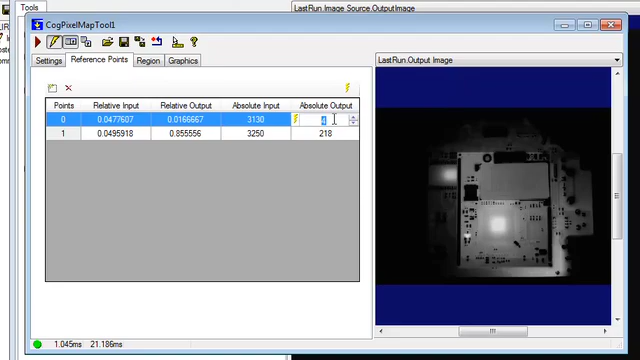 Tools
LastRun.Image Source.OutputImage
CogPixelMapTool1
Settings Reference Points Region Graphics
LastRun.Output Image
Points Relative Input Relative Output Absolute Input Absolute Output
0 0.0477607 0.0166667 3130 4
1 0.0495918 0.855556 3250 218
1.045ms 21.186ms